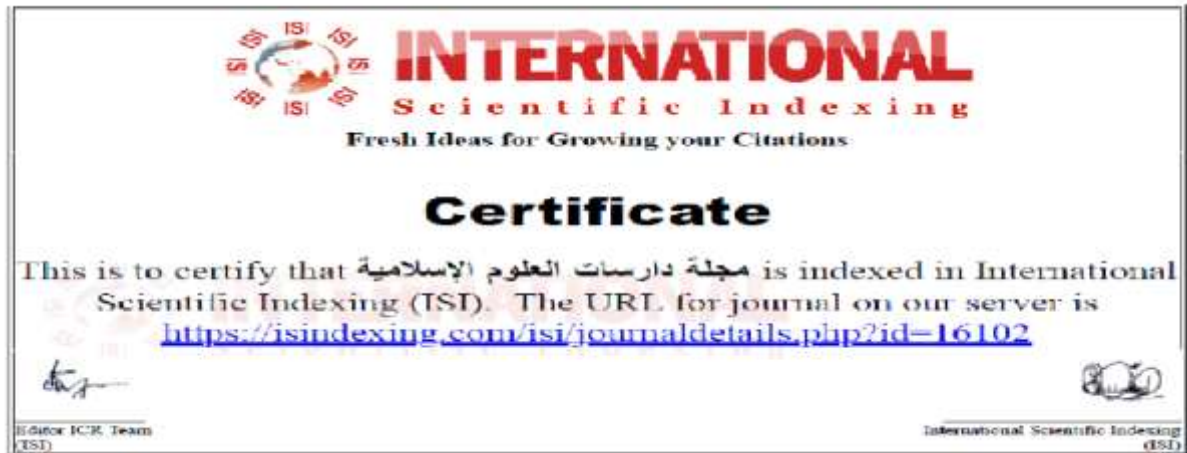 ISI ISI ISI ISI ISI ISI ISI ISI
INTERNATIONAL
Scientific Indexing
Fresh Ideas for Growing your Citations
Certificate
This is to certify that مجلة دارسات العلوم الإسلامية is indexed in International
Scientific Indexing (ISI). The URL for journal on our server is
https://isindexing.com/isi/journaldetails.php?id=16102
Editor ICR Team
(ISI)
International Scientific Indexing
(ISI)